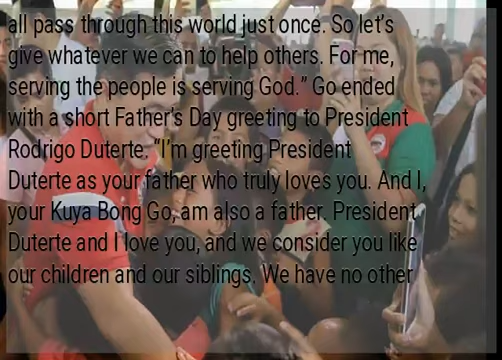 all pass through this world just once. So let's
give whatever we can to help others. For me,
serving the people is serving God.” Go ended
with a short Father's Day greeting to President
Rodrigo Duterte. “I'm greeting President
Duterte as your father who truly loves you. And I,
your Kuya Bong Go, am also a father. President
Duterte and I love you, and we consider you like
our children and our siblings. We have no other